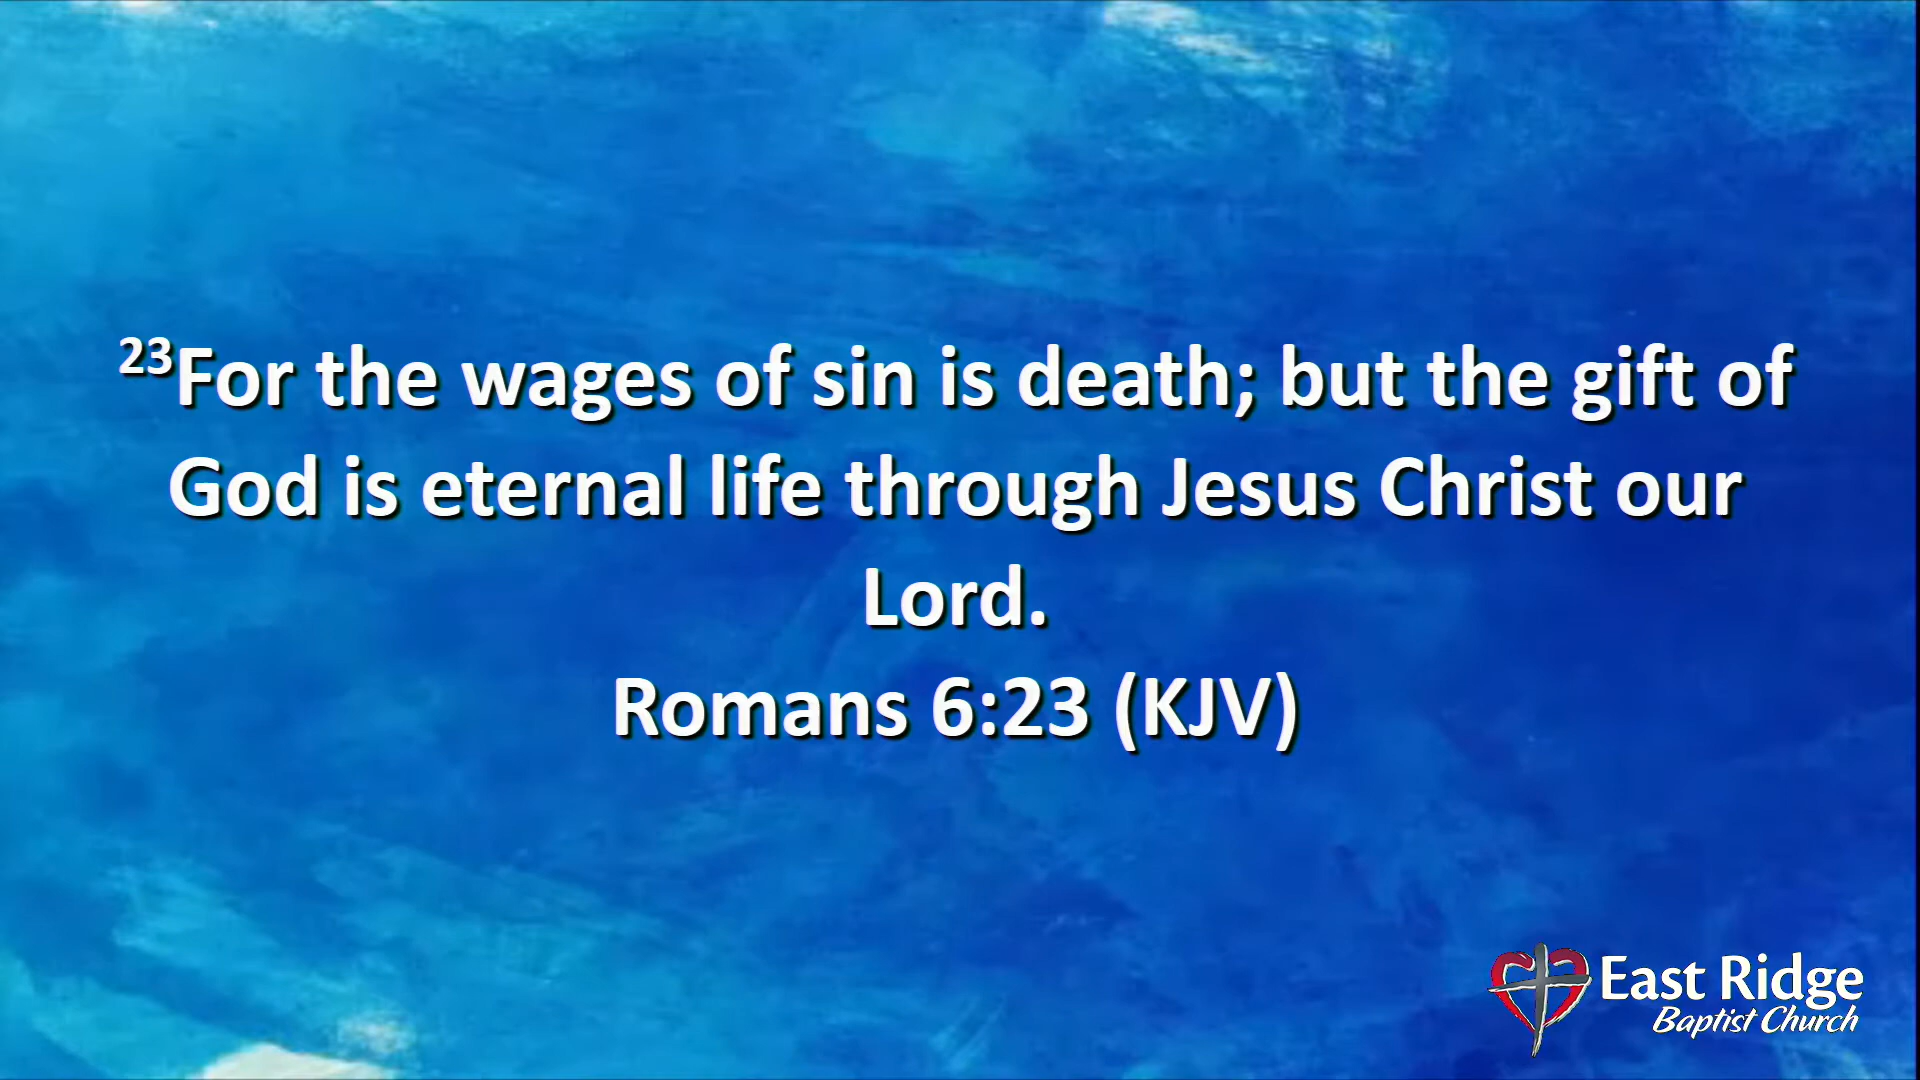 23For the wages of sin is death; but the gift of
God is eternal life through Jesus Christ our
Lord.
Romans 6:23 (KJV)
East Ridge
Baptist Church